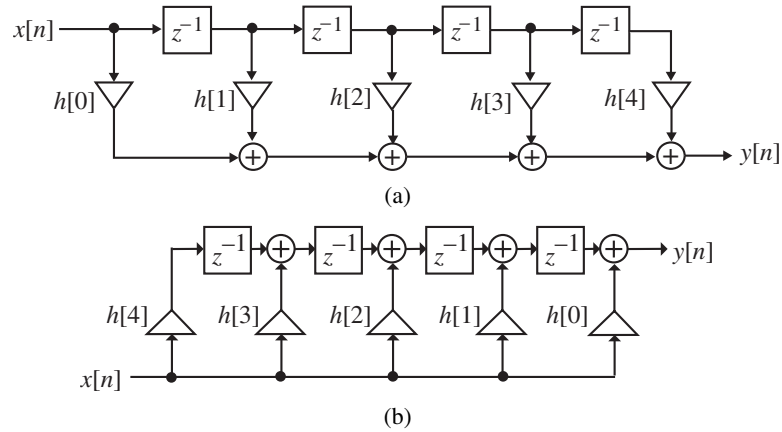 x[n] z⁻¹ z⁻¹ z⁻¹ z⁻¹
h[0] h[1] h[2] h[3] h[4]
+ + + + y[n]
(a)
z⁻¹ + z⁻¹ + z⁻¹ + z⁻¹ + y[n]
h[4] h[3] h[2] h[1] h[0]
x[n]
(b)